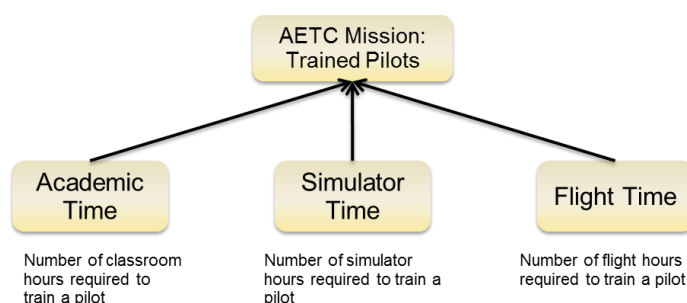 AETC Mission:
Trained Pilots
Academic
Time
Simulator
Time
Flight Time
Number of classroom
hours required to
train a pilot
Number of simulator
hours required to train a
pilot
Number of flight hours
required to train a pilot